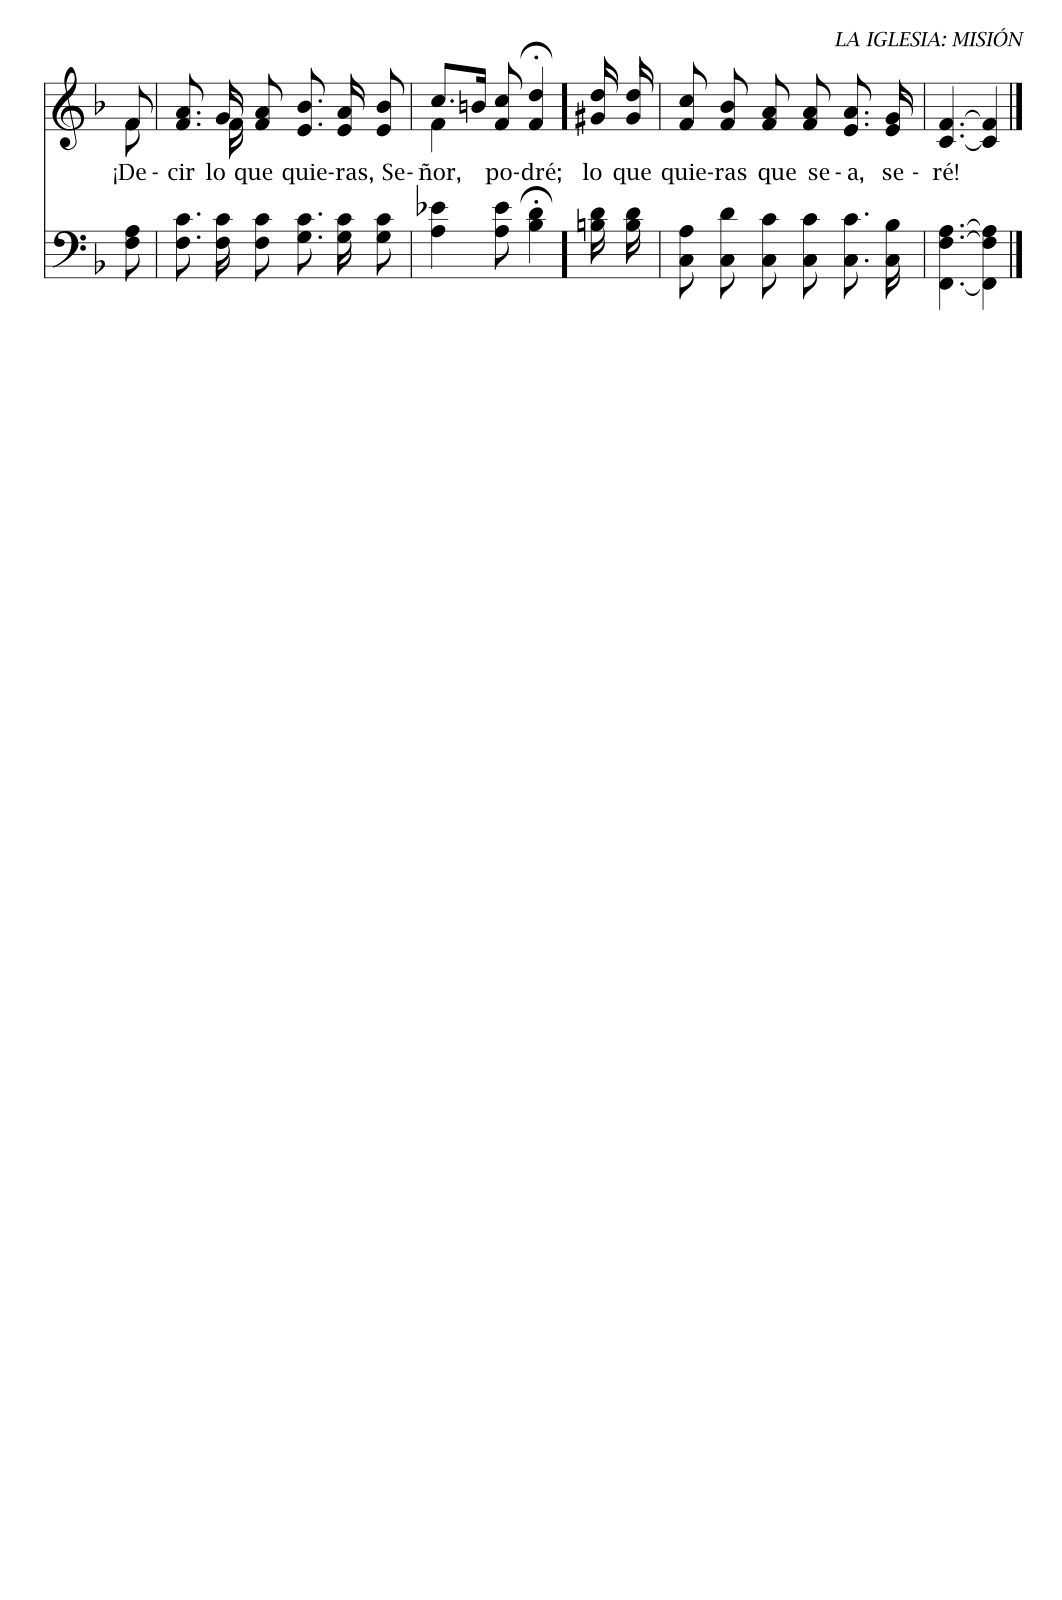 LA IGLESIA: MISIÓN
¡De - cir lo que quie-ras, Se- ñor, po-dré; lo que quie-ras que se - a, se - ré!